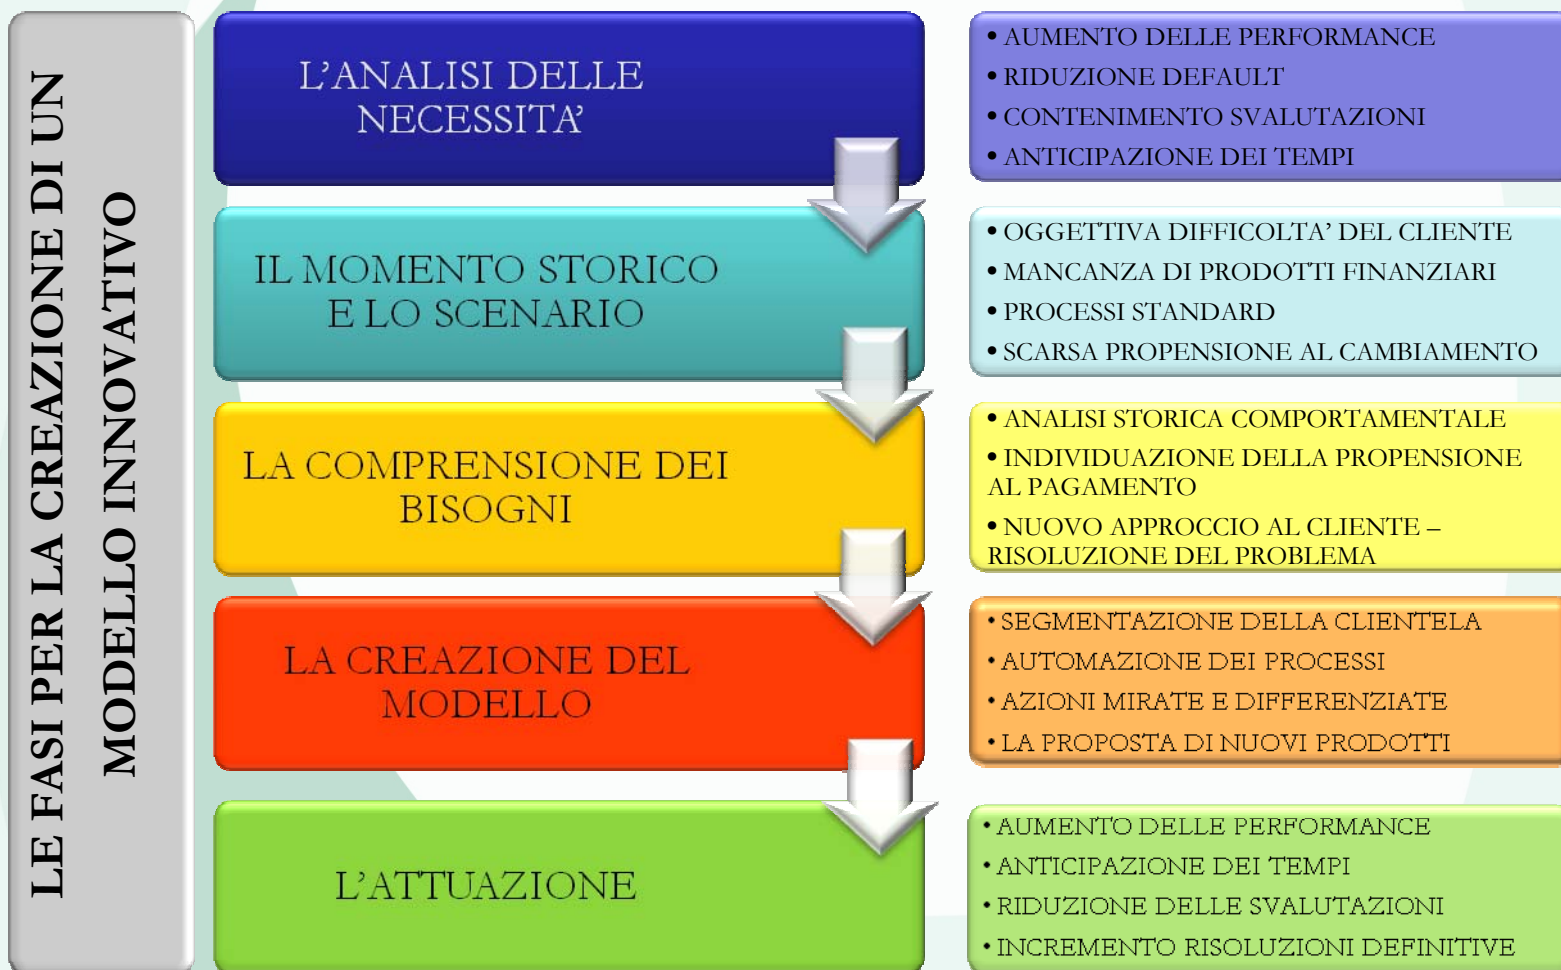 LE FASI PER LA CREAZIONE DI UN
MODELLO INNOVATIVO
L'ANALISI DELLE
NECESSITA'
• AUMENTO DELLE PERFORMANCE
• RIDUZIONE DEFAULT
• CONTENIMENTO SVALUTAZIONI
• ANTICIPAZIONE DEI TEMPI
IL MOMENTO STORICO
E LO SCENARIO
• OGGETTIVA DIFFICOLTA' DEL CLIENTE
• MANCANZA DI PRODOTTI FINANZIARI
• PROCESSI STANDARD
• SCARSA PROPENSIONE AL CAMBIAMENTO
LA COMPRENSIONE DEI
BISOGNI
• ANALISI STORICA COMPORTAMENTALE
• INDIVIDUAZIONE DELLA PROPENSIONE
AL PAGAMENTO
• NUOVO APPROCCIO AL CLIENTE –
RISOLUZIONE DEL PROBLEMA
LA CREAZIONE DEL
MODELLO
• SEGMENTAZIONE DELLA CLIENTELA
• AUTOMAZIONE DEI PROCESSI
• AZIONI MIRATE E DIFFERENZIATE
• LA PROPOSTA DI NUOVI PRODOTTI
L'ATTUAZIONE
• AUMENTO DELLE PERFORMANCE
• ANTICIPAZIONE DEI TEMPI
• RIDUZIONE DELLE SVALUTAZIONI
• INCREMENTO RISOLUZIONI DEFINITIVE